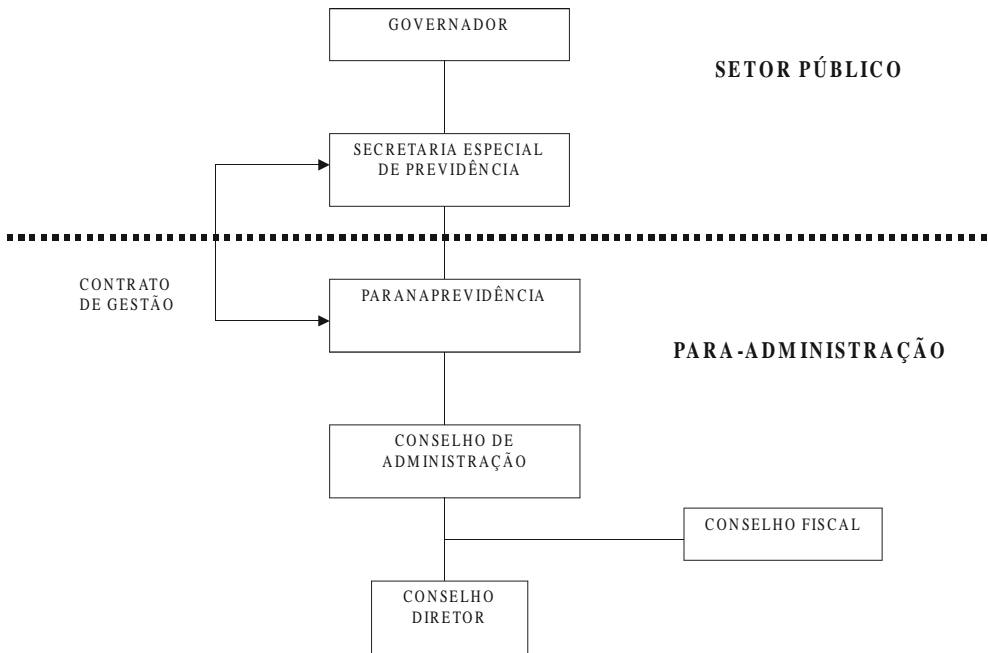 GOVERNADOR
SETOR PÚBLICO
SECRETARIA ESPECIAL
DE PREVIDÊNCIA
CONTRATO
DE GESTÃO
PARANAPREVIDÊNCIA
PARA-ADMINISTRAÇÃO
CONSELHO DE
ADMINISTRAÇÃO
CONSELHO FISCAL
CONSELHO
DIRETOR